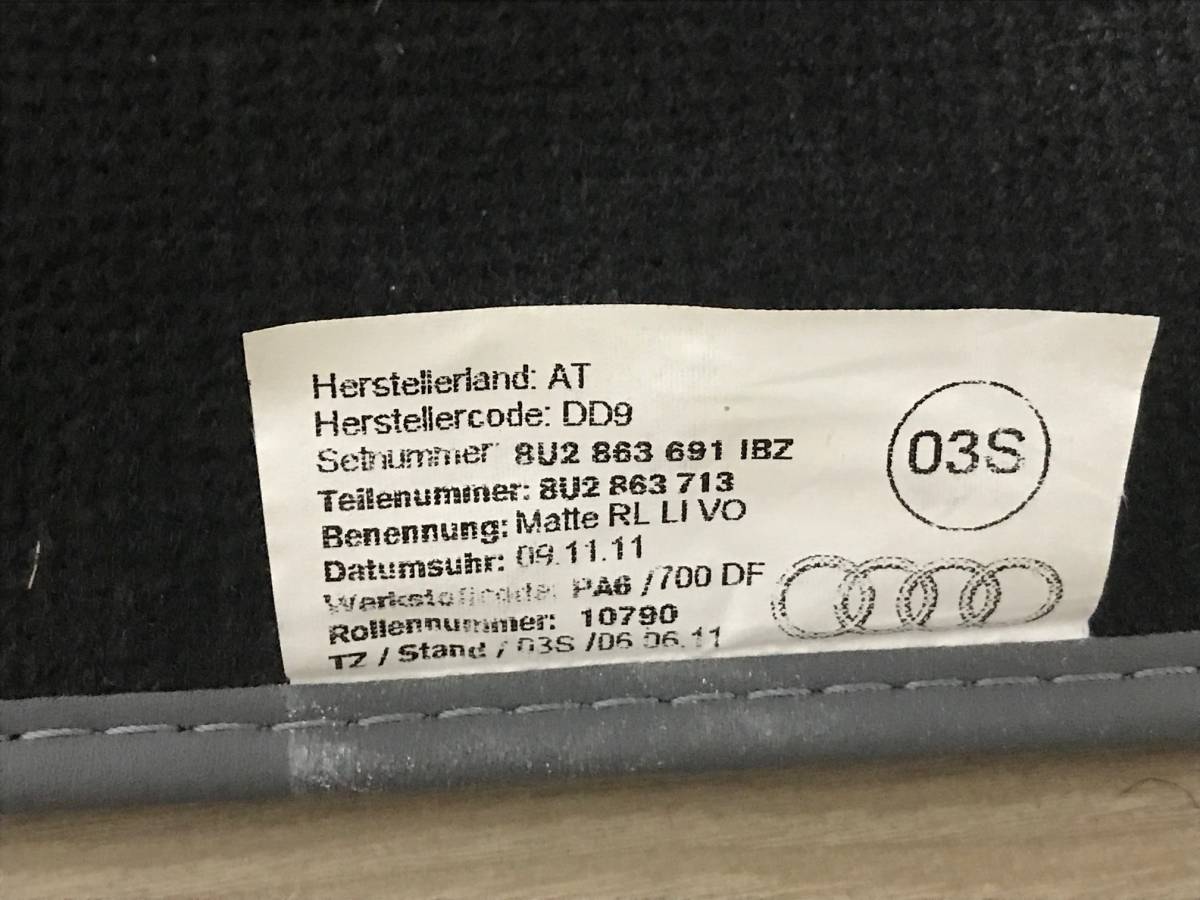 Herstellerland: AT
Herstellercode: DD9
Setnummer 8U2 863 691 IBZ
Teilenummer: 8U2 863 713
Benennung: Matte RL LI VO
Datumsuhr: 09.11.11
Werkstoffcode: PA6 /700 DF
Rollennummer: 10790
TZ / Stand / 03S /06 06.11
03S